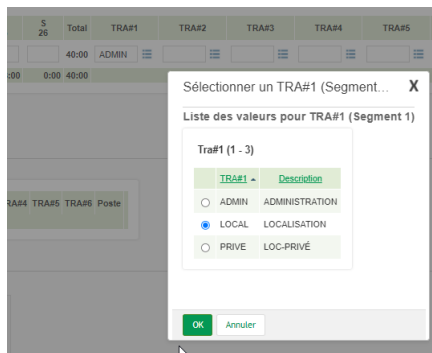 S
26 Total TRA#1 TRA#2 TRA#3 TRA#4 TRA#5
40:00 ADMIN
:00 0:00 40:00
Sélectionner un TRA#1 (Segment... X
Liste des valeurs pour TRA#1 (Segment 1)
Tra#1 (1 - 3)
TRA#1 Description
ADMIN ADMINISTRATION
LOCAL LOCALISATION
PRIVE LOC-PRIVÉ
RA#4 TRA#5 TRA#6 Poste
OK Annuler